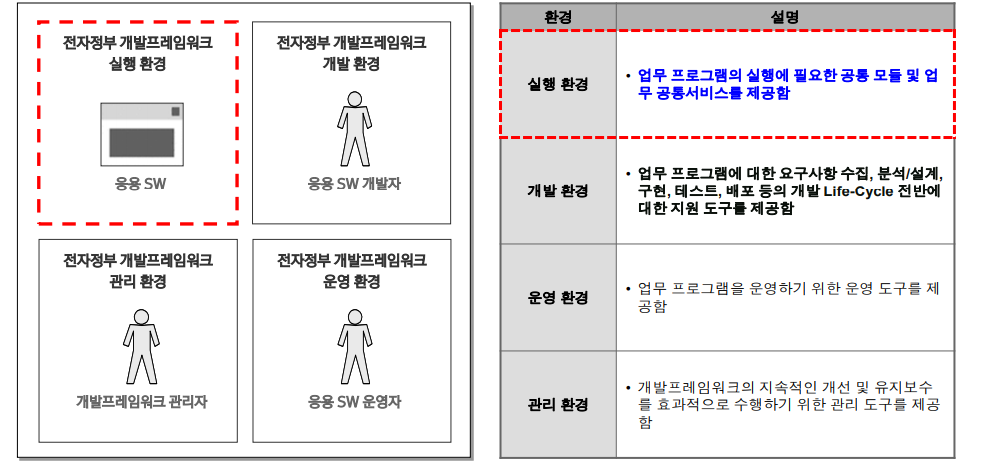 전자정부 개발프레임워크
실행 환경
응용 SW
전자정부 개발프레임워크
개발 환경
응용 SW 개발자
전자정부 개발프레임워크
관리 환경
개발프레임워크 관리자
전자정부 개발프레임워크
운영 환경
응용 SW 운영자
환경
설명
실행 환경
• 업무 프로그램의 실행에 필요한 공통 모듈 및 업
무 공통서비스를 제공함
개발 환경
• 업무 프로그램에 대한 요구사항 수집, 분석/설계,
구현, 테스트, 배포 등의 개발 Life-Cycle 전반에
대한 지원 도구를 제공함
운영 환경
• 업무 프로그램을 운영하기 위한 운영 도구를 제
공함
관리 환경
• 개발프레임워크의 지속적인 개선 및 유지보수
를 효과적으로 수행하기 위한 관리 도구를 제공
함